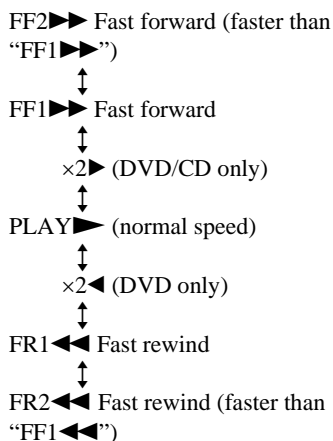 FF2▶▶ Fast forward (faster than
“FF1▶▶”)
↕
FF1▶▶ Fast forward
↕
×2▶ (DVD/CD only)
↕
PLAY▶ (normal speed)
↕
×2◀ (DVD only)
↕
FR1◀◀ Fast rewind
↕
FR2◀◀ Fast rewind (faster than
“FF1◀◀”)